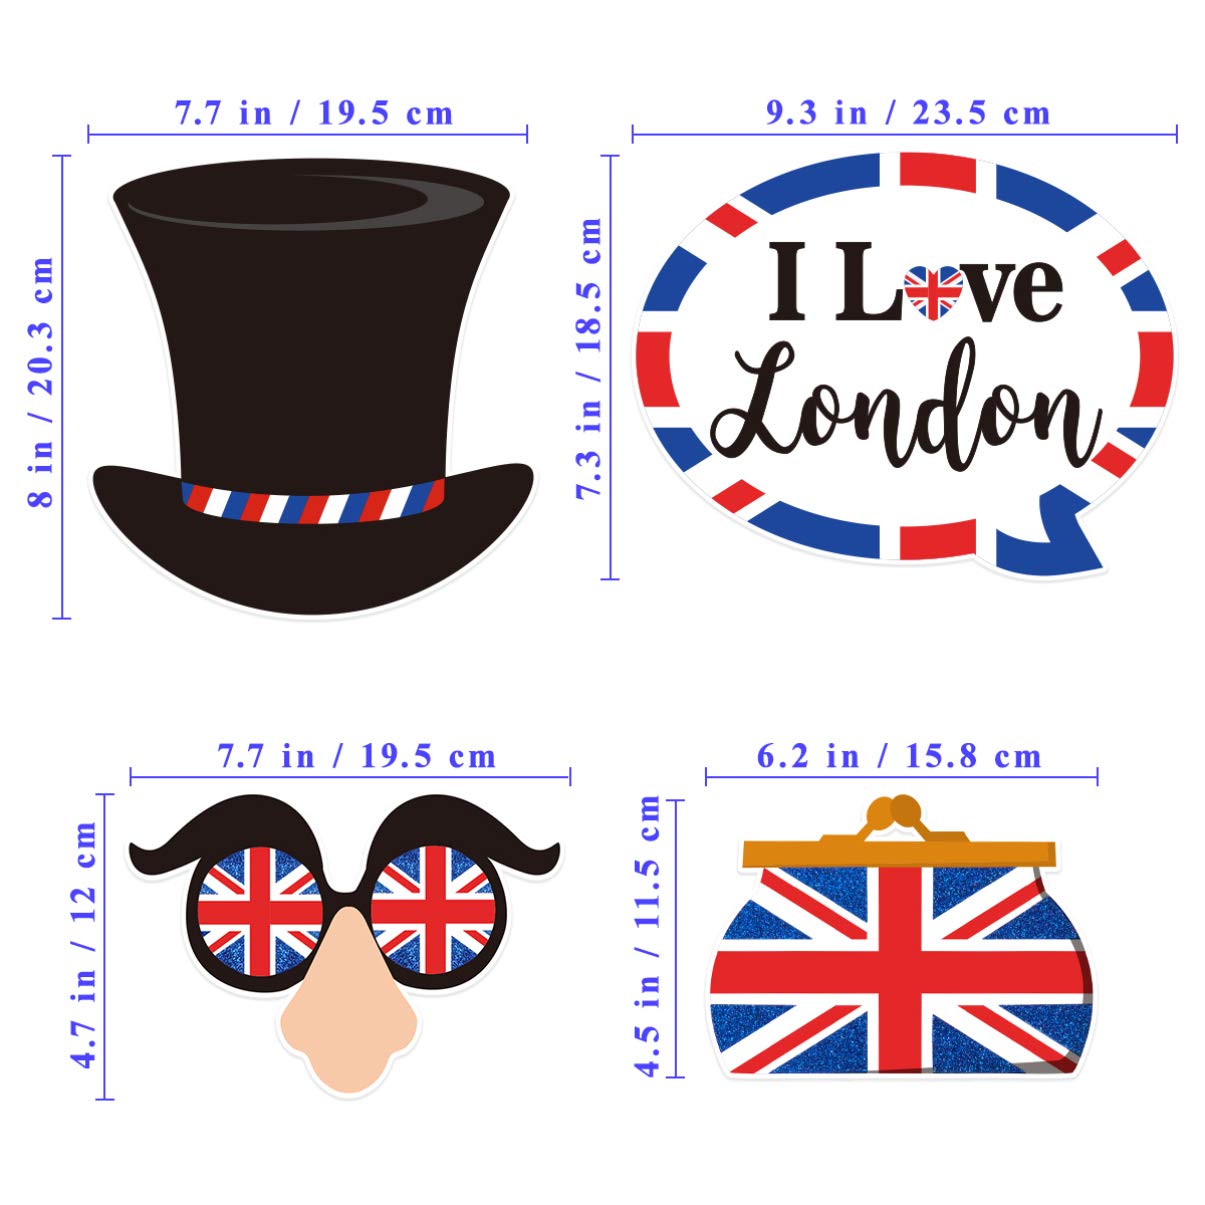 7.7 in / 19.5 cm
8 in / 20.3 cm
9.3 in / 23.5 cm
7.3 in / 18.5 cm
I Love
London
7.7 in / 19.5 cm
4.7 in / 12 cm
6.2 in / 15.8 cm
4.5 in / 11.5 cm